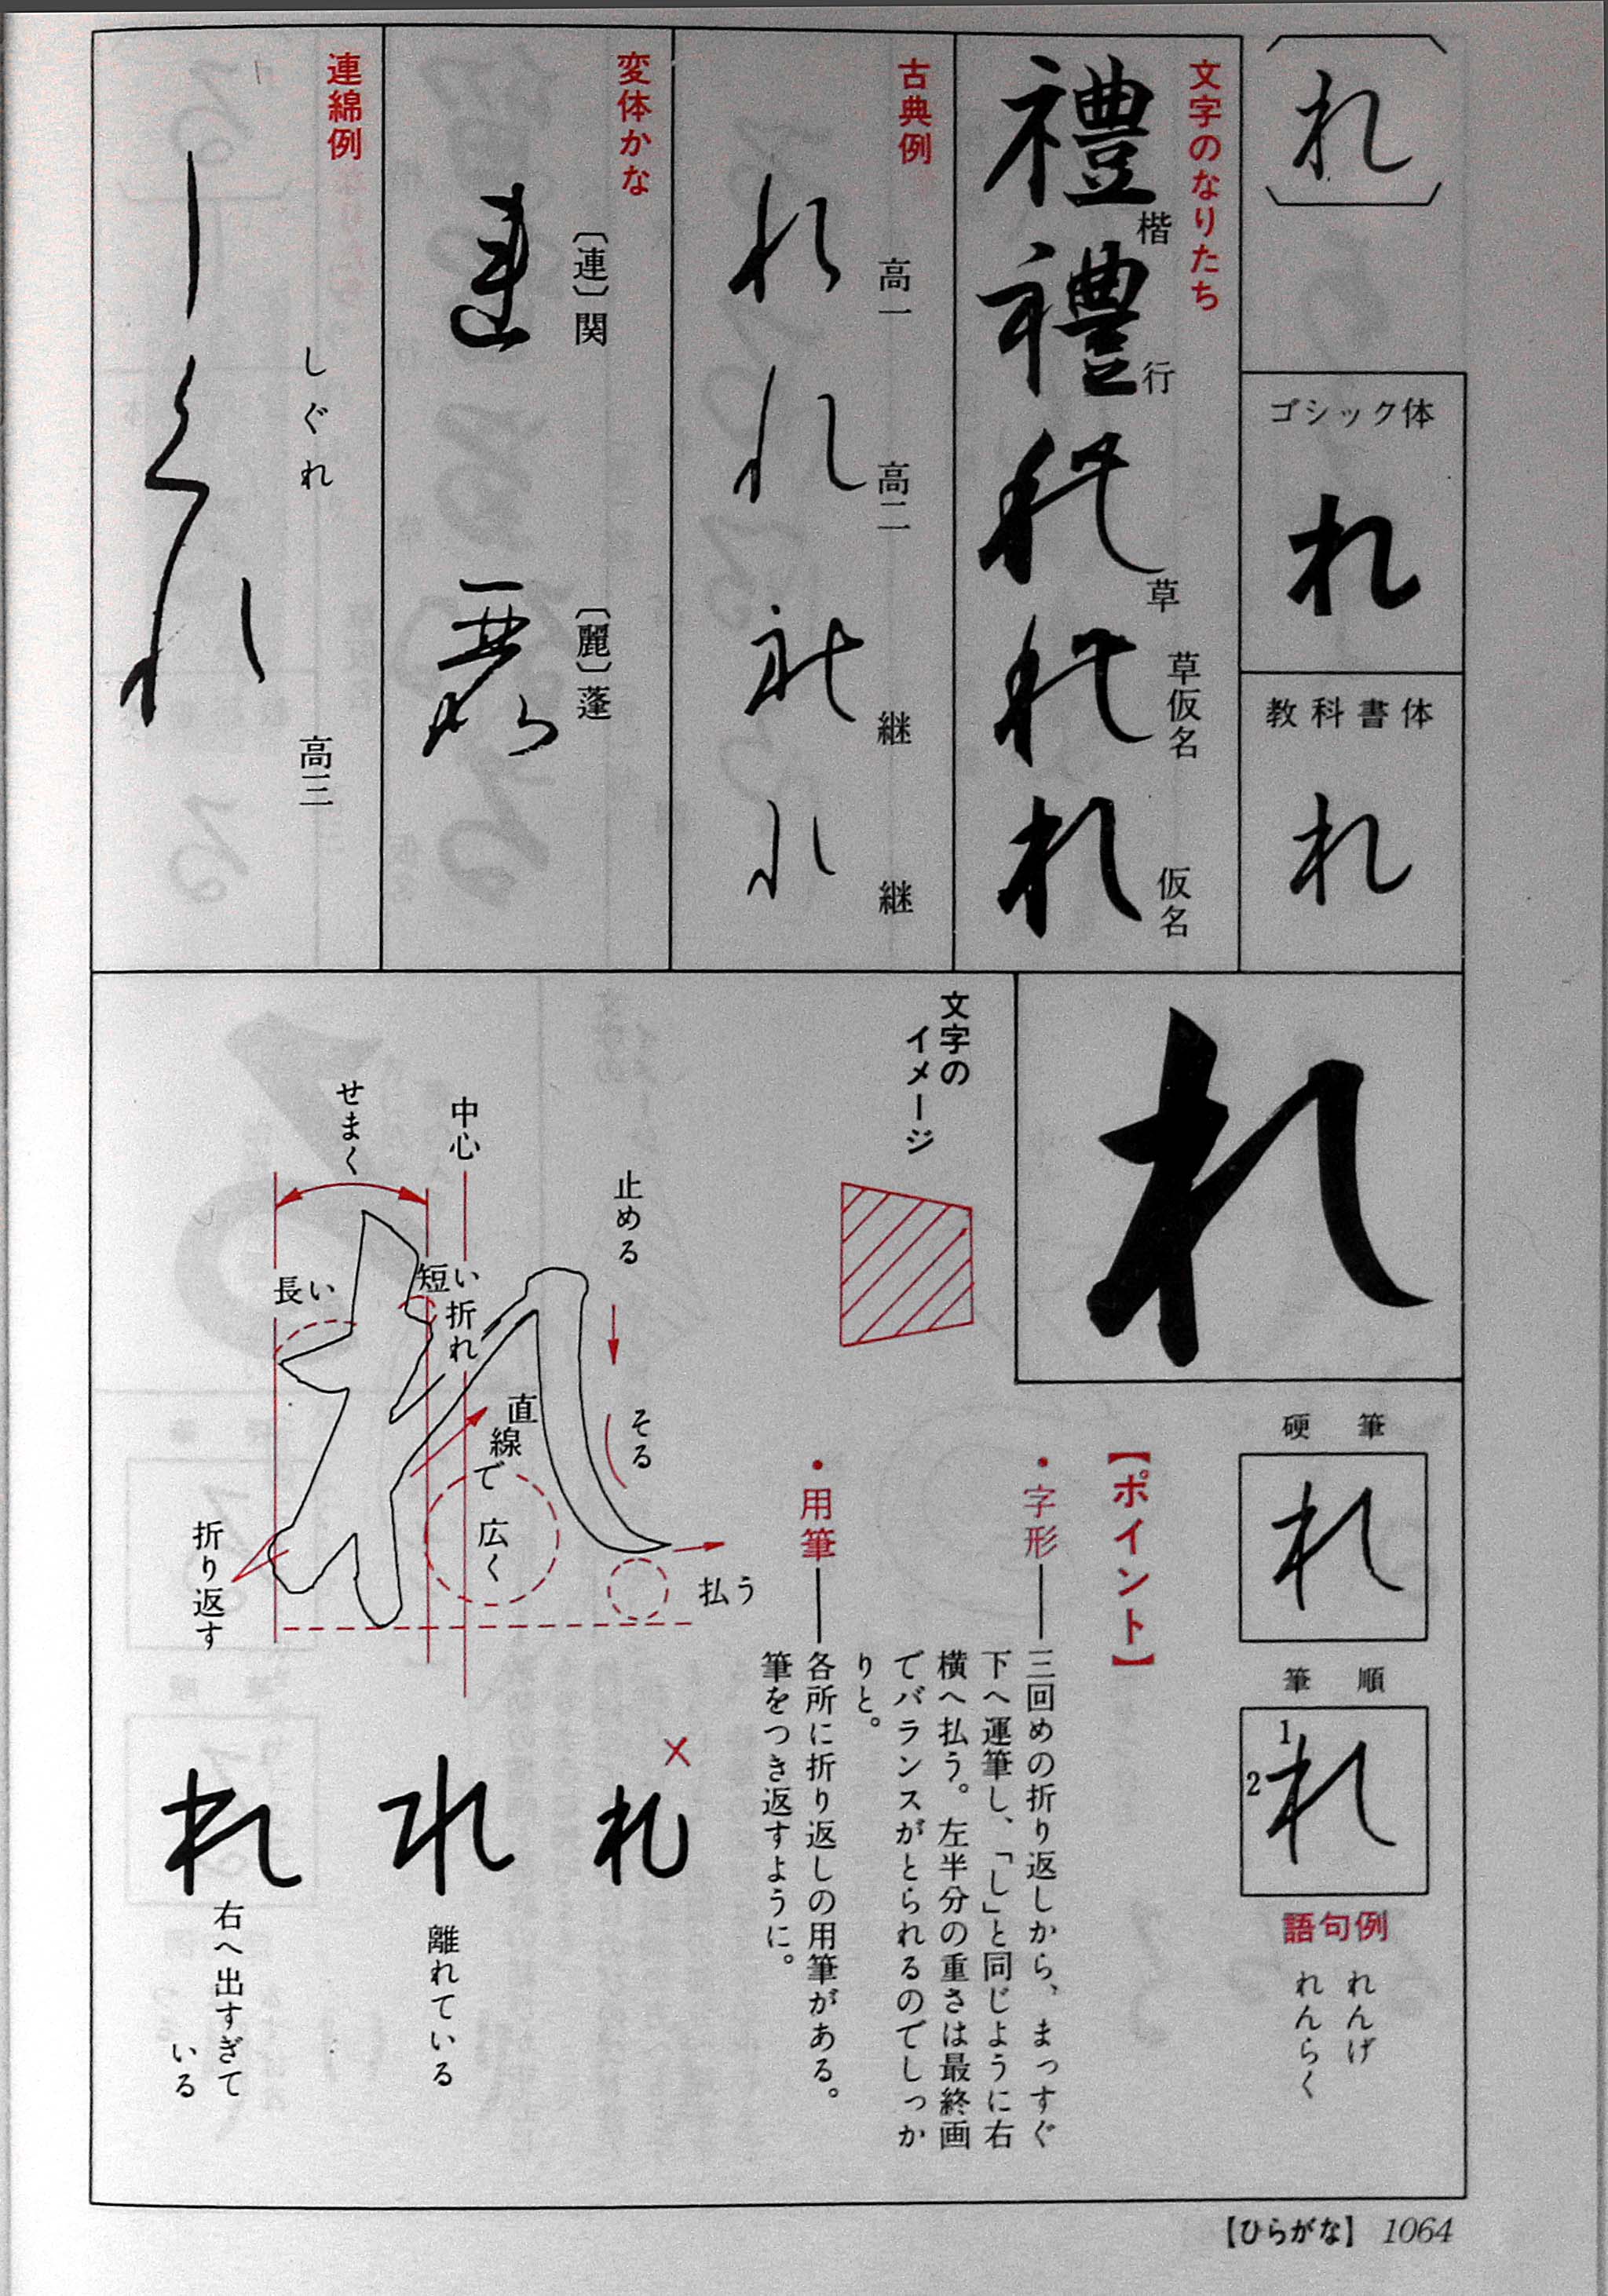 れ
ゴシック体
れ
教科書体
れ
文字のなりたち
禮 楷
禮 行
礼 草
礼 草仮名
れ 仮名
古典例
れ 高一
れ 高二
れ 継
れ 継
変体かな
〔連〕関
連
〔麗〕蓬
麗
連綿例
しぐれ
高三
しくれ
れ
文字の
イメージ
中心
せまく
止める
長い
短い
折れ
直線で
そる
広く
折り返す
払う
硬筆
れ
筆順
1
2
れ
語句例
れんげ
れんらく
【ポイント】
・字形──三回めの折り返しから、まっすぐ
下へ運筆し、「し」と同じように右
横へ払う。左半分の重さは最終画
でバランスがとられるのでしっか
りと。
・用筆──各所に折り返しの用筆がある。
筆をつき返すように。
×
れ
れ
離れている
れ
右へ出すぎて
いる
【ひらがな】 1064